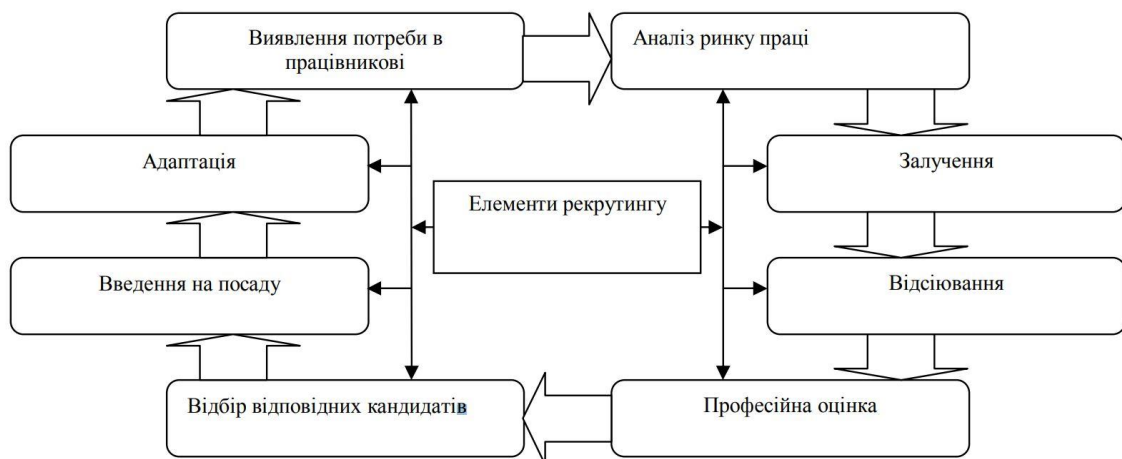 Виявлення потреби в
працівникові
Аналіз ринку праці
Адаптація
Залучення
Елементи рекрутингу
Введення на посаду
Відсіювання
Відбір відповідних кандидатів
Професійна оцінка